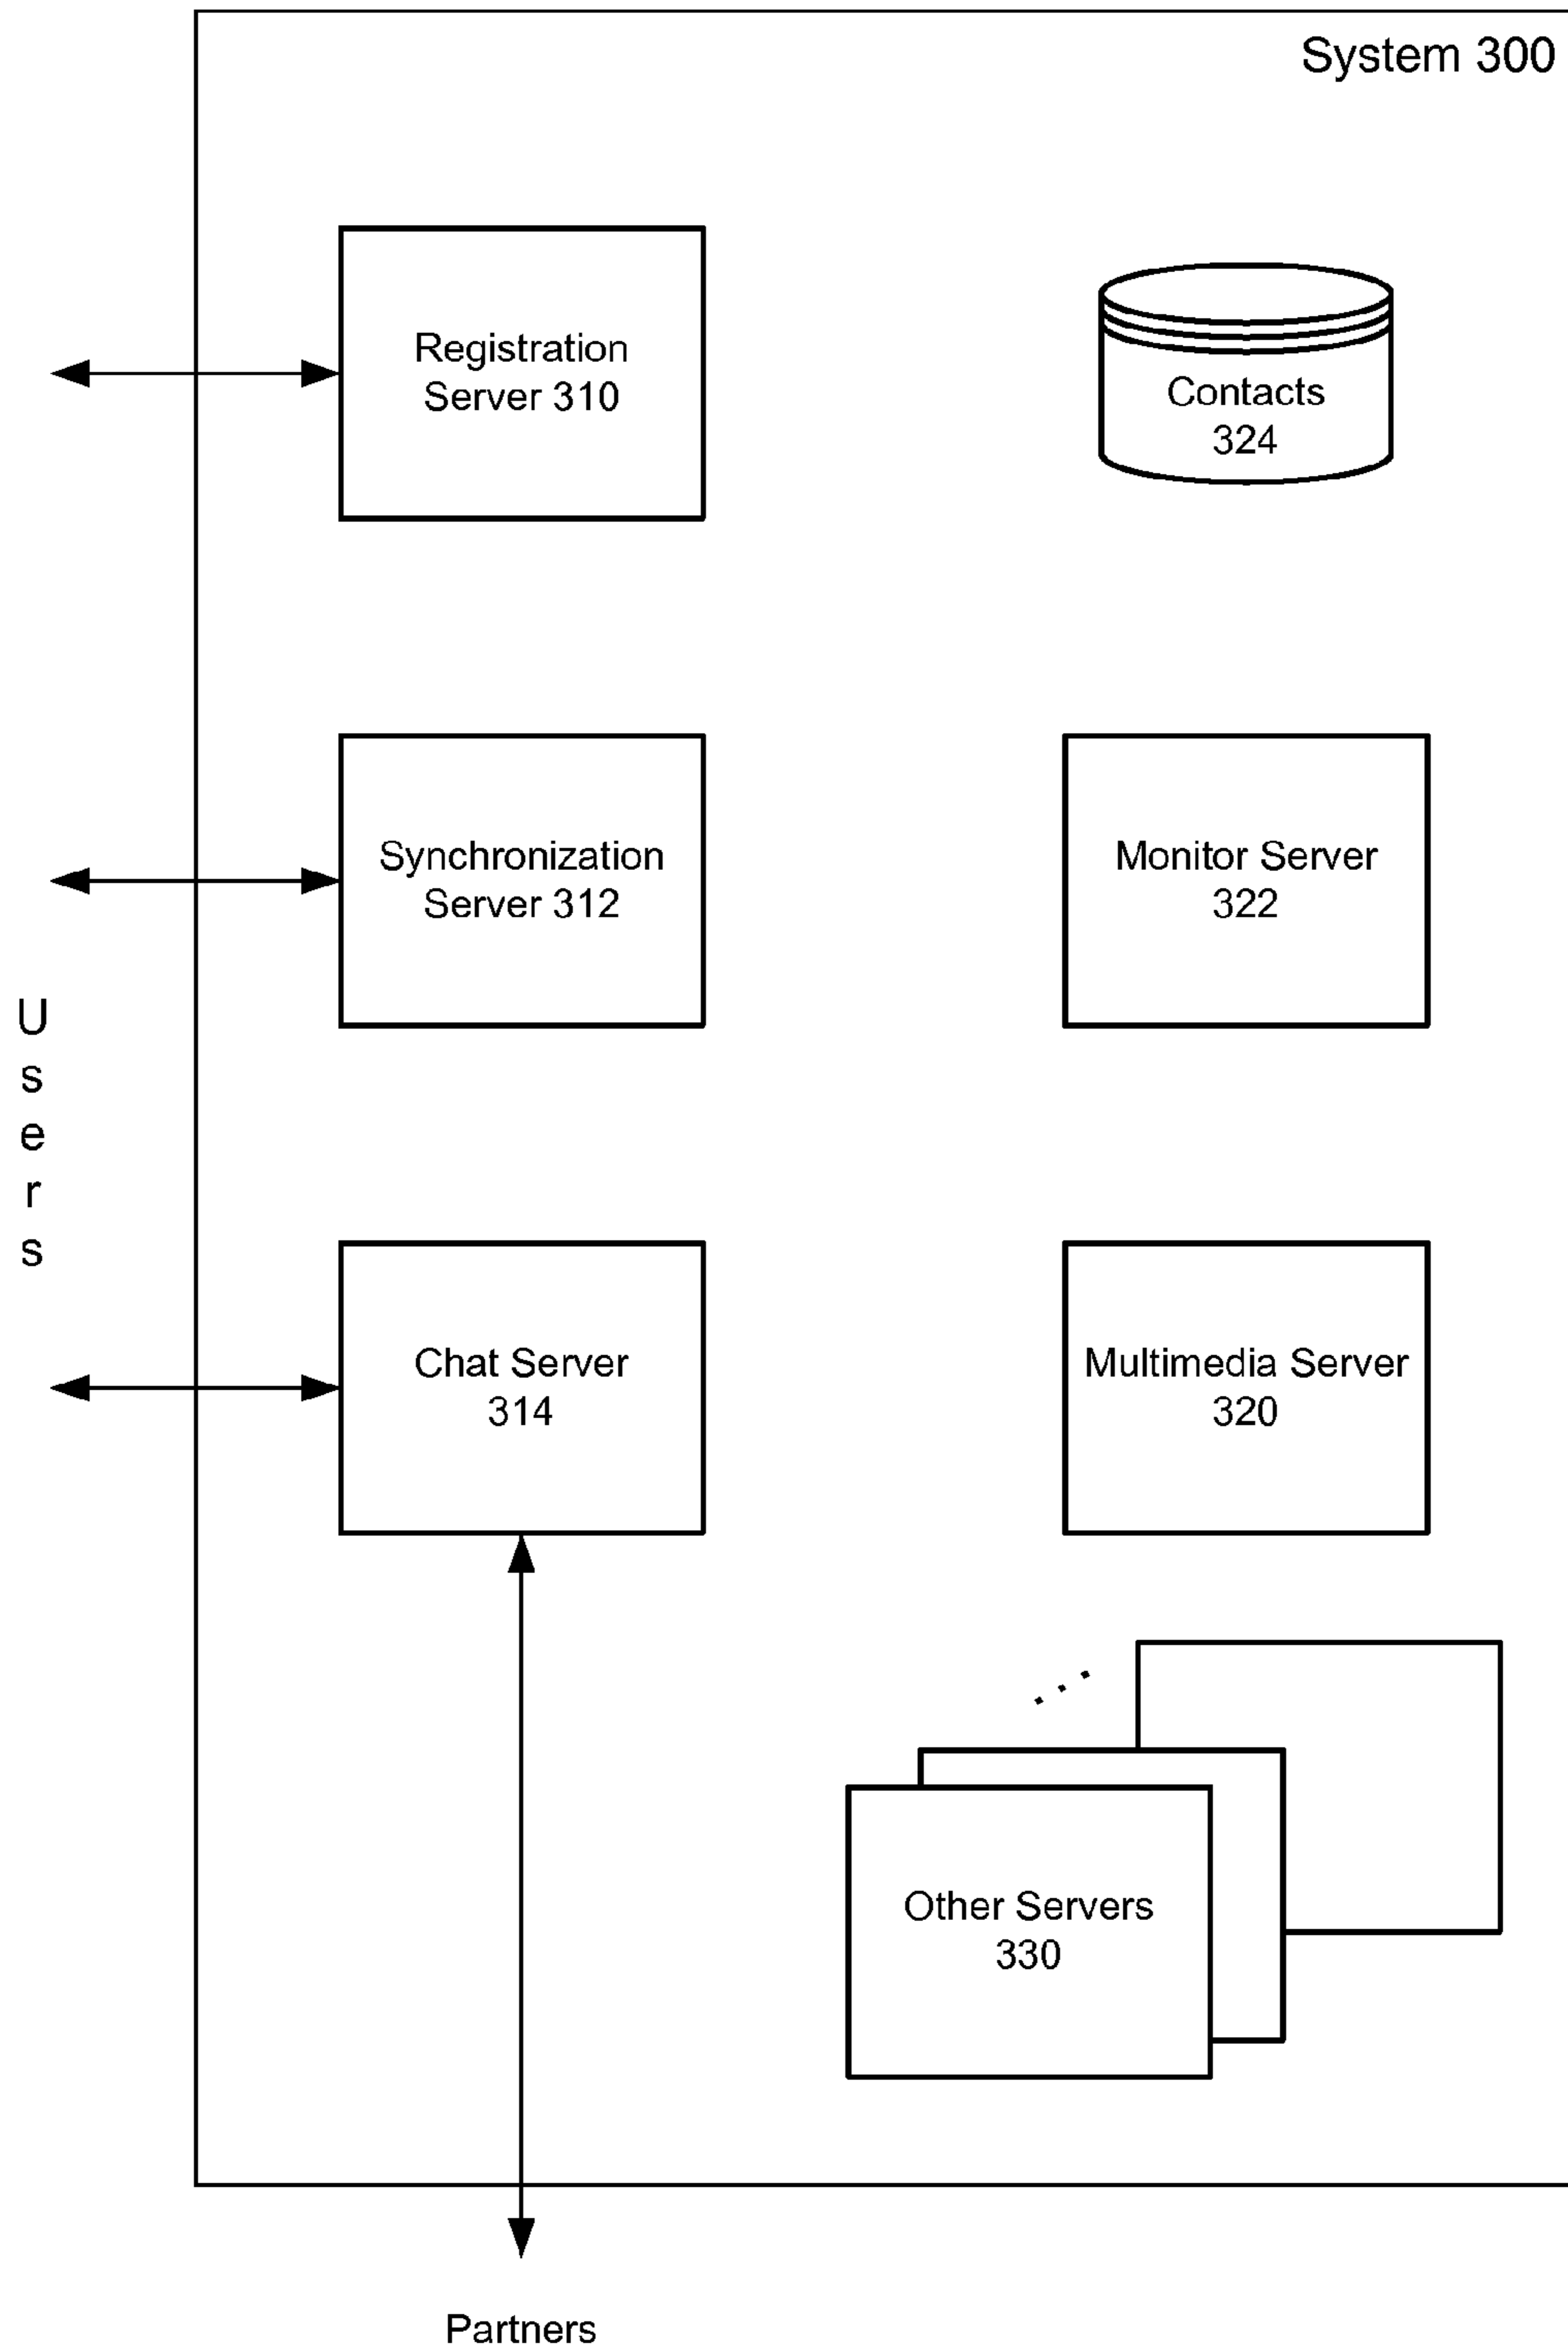 System 300
Registration
Server 310
Contacts
324
Synchronization
Server 312
Monitor Server
322
Users
Chat Server
314
Multimedia Server
320
. . .
Other Servers
330
Partners